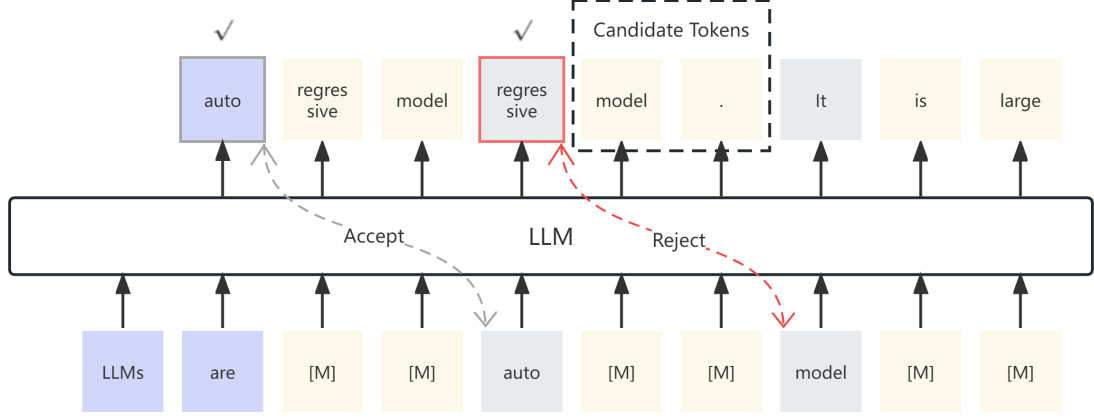 Candidate Tokens
auto
regres
sive
model
regres
sive
model
.
It
is
large
Accept
LLM
Reject
LLMs
are
[M]
[M]
auto
[M]
[M]
model
[M]
[M]